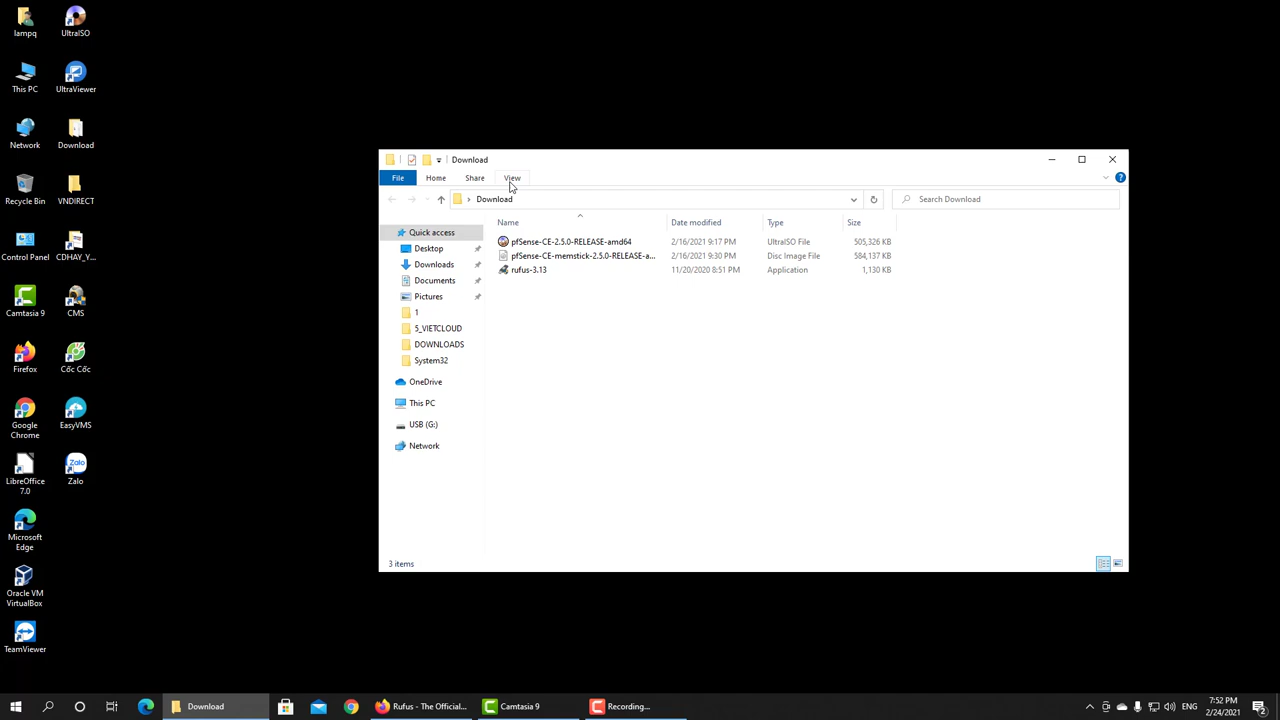 lampq
UltraISO
This PC
UltraViewer
Network
Download
Recycle Bin
VNDIRECT
Control Panel
CDHAY_Y...
Camtasia 9
CMS
Firefox
Cốc Cốc
Google
Chrome
EasyVMS
LibreOffice
7.0
Zalo
Microsoft
Edge
Oracle VM
VirtualBox
TeamViewer
Download
File Home Share View
Download
Search Download
Quick access
Desktop
Downloads
Documents
Pictures
1
5_VIETCLOUD
DOWNLOADS
System32
OneDrive
This PC
USB (G:)
Network
Name Date modified Type Size
pfSense-CE-2.5.0-RELEASE-amd64 2/16/2021 9:17 PM UltraISO File 505,326 KB
pfSense-CE-memstick-2.5.0-RELEASE-a... 2/16/2021 9:30 PM Disc Image File 584,137 KB
rufus-3.13 11/20/2020 8:51 PM Application 1,130 KB
3 items
Download
Rufus - The Official...
Camtasia 9
Recording...
ENG
7:52 PM
2/24/2021
2